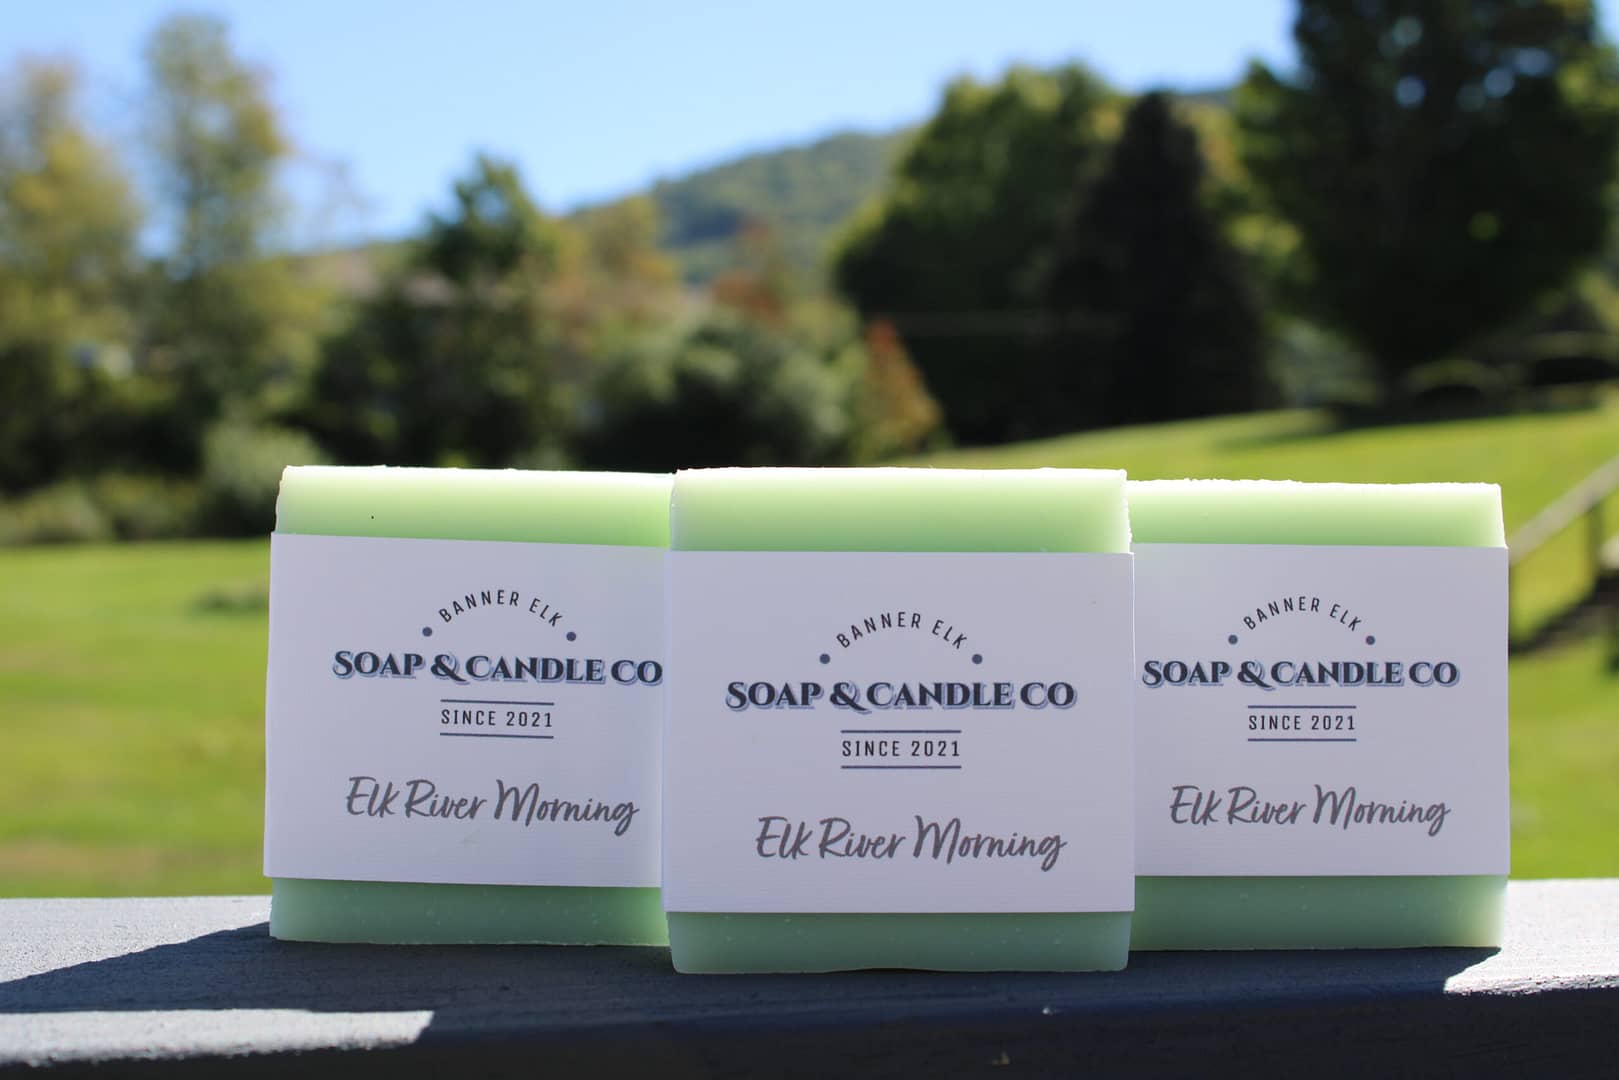 BANNER ELK
SOAP & CANDLE CO
SINCE 2021
Elk River Morning
BANNER ELK
SOAP & CANDLE CO
SINCE 2021
Elk River Morning
BANNER ELK
SOAP & CANDLE CO
SINCE 2021
Elk River Morning